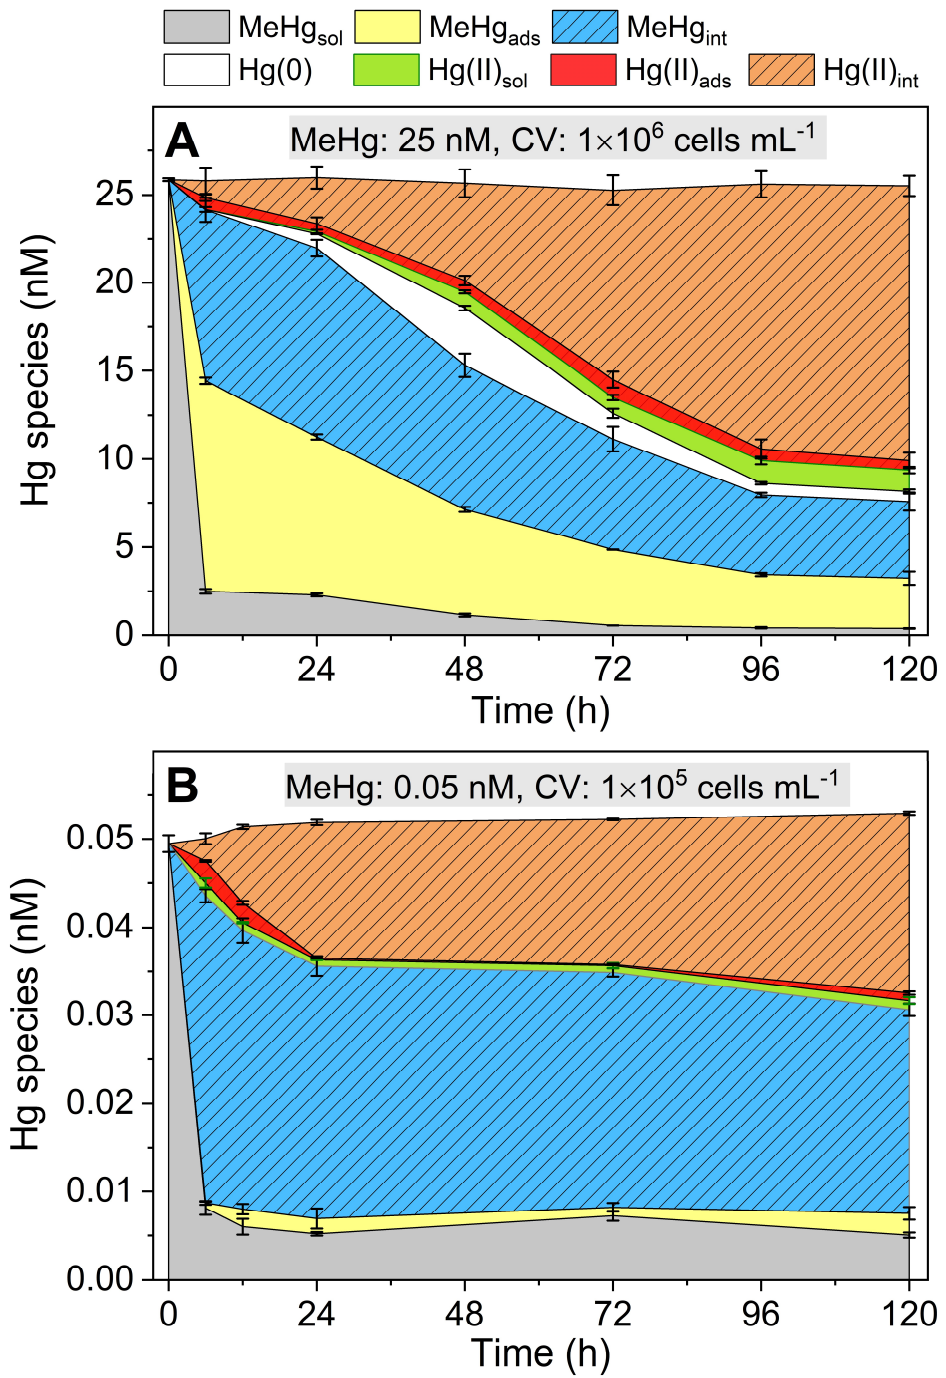 MeHgsol MeHgads MeHgint
Hg(0) Hg(II)sol Hg(II)ads Hg(II)int
A MeHg: 25 nM, CV: 1×10⁶ cells mL⁻¹
Hg species (nM)
25
20
15
10
5
0
0 24 48 72 96 120
Time (h)
B MeHg: 0.05 nM, CV: 1×10⁵ cells mL⁻¹
Hg species (nM)
0.05
0.04
0.03
0.02
0.01
0.00
0 24 48 72 96 120
Time (h)